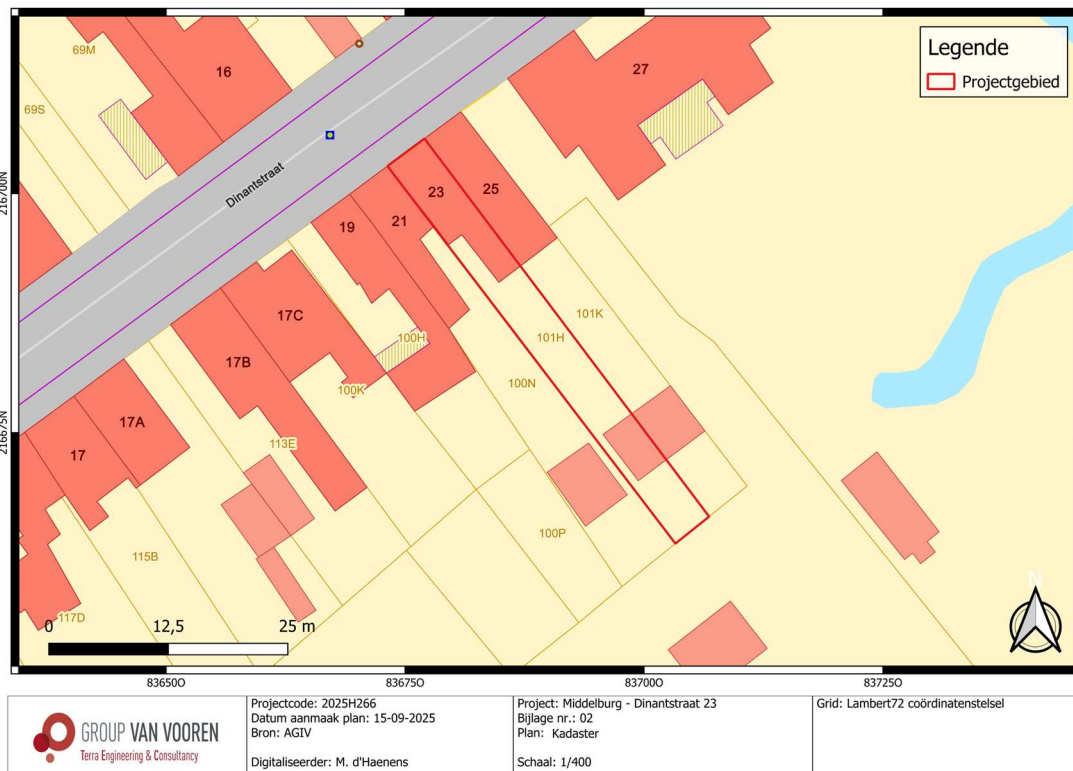 Legende
Projectgebied
69M
16
27
69S
Dinantstraat
216700N
23
25
19
21
17C
101K
100H
101H
17B
100N
100K
17A
216675N
113E
17
100P
115B
117D
N
0 12,5 25 m
836500 836750 837000 837250
GROUP VAN VOOREN
Terra Engineering & Consultancy
Projectcode: 2025H266
Datum aanmaak plan: 15-09-2025
Bron: AGIV
Digitaliseerder: M. d'Haenens
Project: Middelburg - Dinantstraat 23
Bijlage nr.: 02
Plan: Kadaster
Schaal: 1/400
Grid: Lambert72 coördinatenstelsel